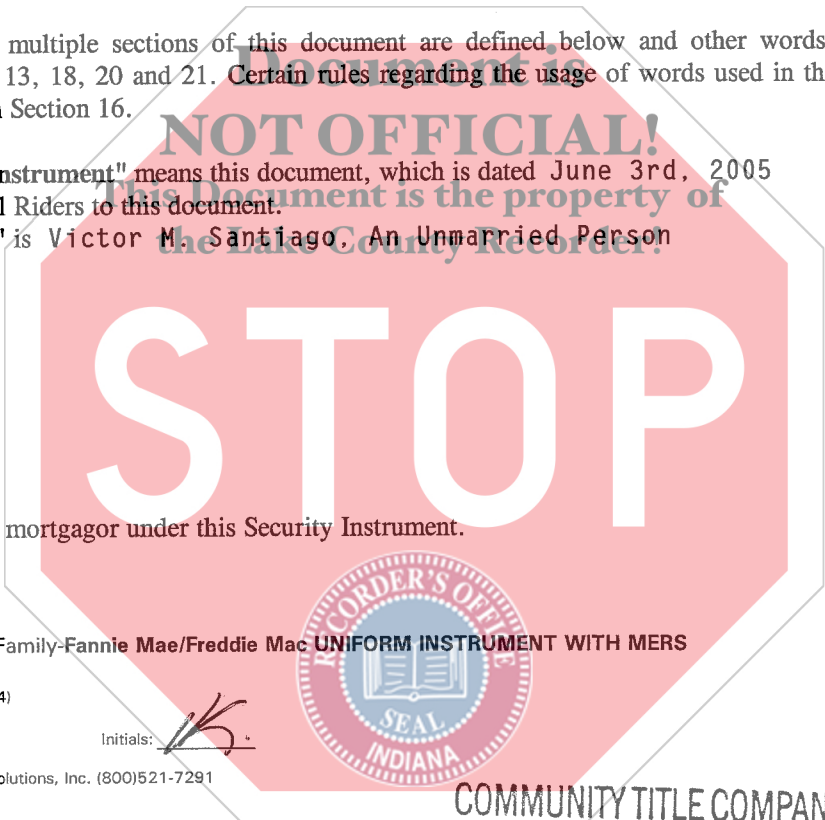 multiple sections of this document are defined below and other words
13, 18, 20 and 21. Certain rules regarding the usage of words used in th
Section 16.
Document is
NOT OFFICIAL!
This Document is the property of
the Lake County Recorder!
nstrument" means this document, which is dated June 3rd, 2005
l Riders to this document.
" is Victor M. Santiago, An Unmarried Person
STOP
mortgagor under this Security Instrument.
RECORDER'S OFFICE
SEAL
INDIANA
Family-Fannie Mae/Freddie Mac UNIFORM INSTRUMENT WITH MERS
4)
Initials:
olutions, Inc. (800)521-7291
COMMUNITY TITLE COMPAN